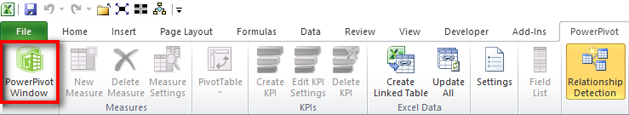 File Home Insert Page Layout Formulas Data Review View Developer Add-Ins PowerPivot
PowerPivot
Window
New
Measure
Delete
Measure
Measure
Settings
Measures
PivotTable
Create
KPI
Edit KPI
Settings
Delete
KPI
KPIs
Create
Linked Table
Update
All
Excel Data
Settings
Field
List
Relationship
Detection